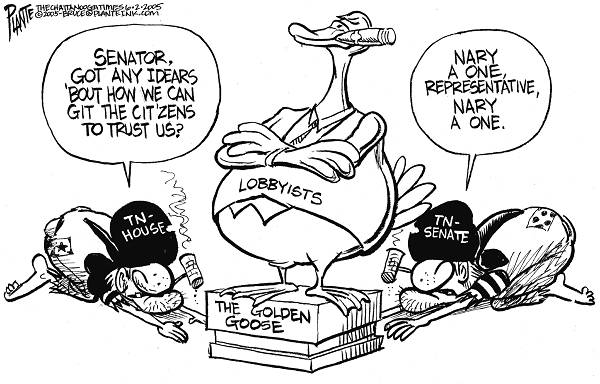 PLANTE
THE CHATTANOOGA TIMES 6-2-2005
©2005-BRUCE@PLANTEINK.COM
SENATOR,
GOT ANY IDEARS
'BOUT HOW WE CAN
GIT THE CIT'ZENS
TO TRUST US?
NARY
A ONE,
REPRESENTATIVE,
NARY
A ONE.
LOBBYISTS
TN-
HOUSE
TN-
SENATE
THE GOLDEN
GOOSE